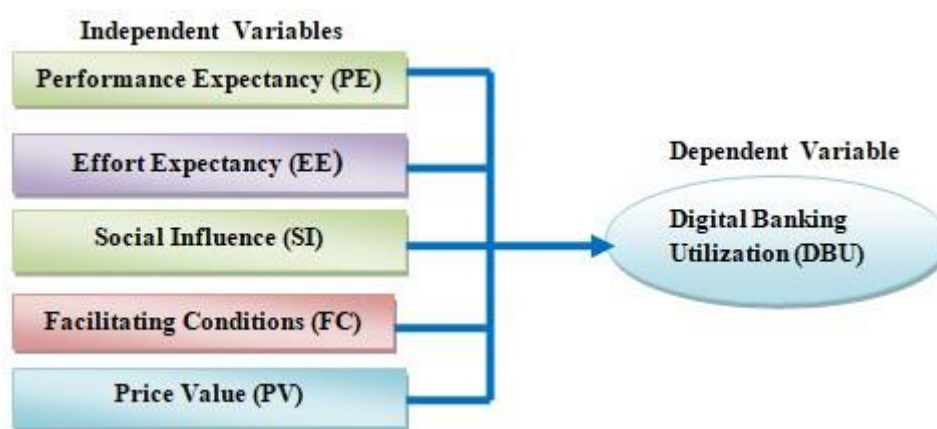 Independent Variables
Performance Expectancy (PE)
Effort Expectancy (EE)
Social Influence (SI)
Facilitating Conditions (FC)
Price Value (PV)
Dependent Variable
Digital Banking
Utilization (DBU)